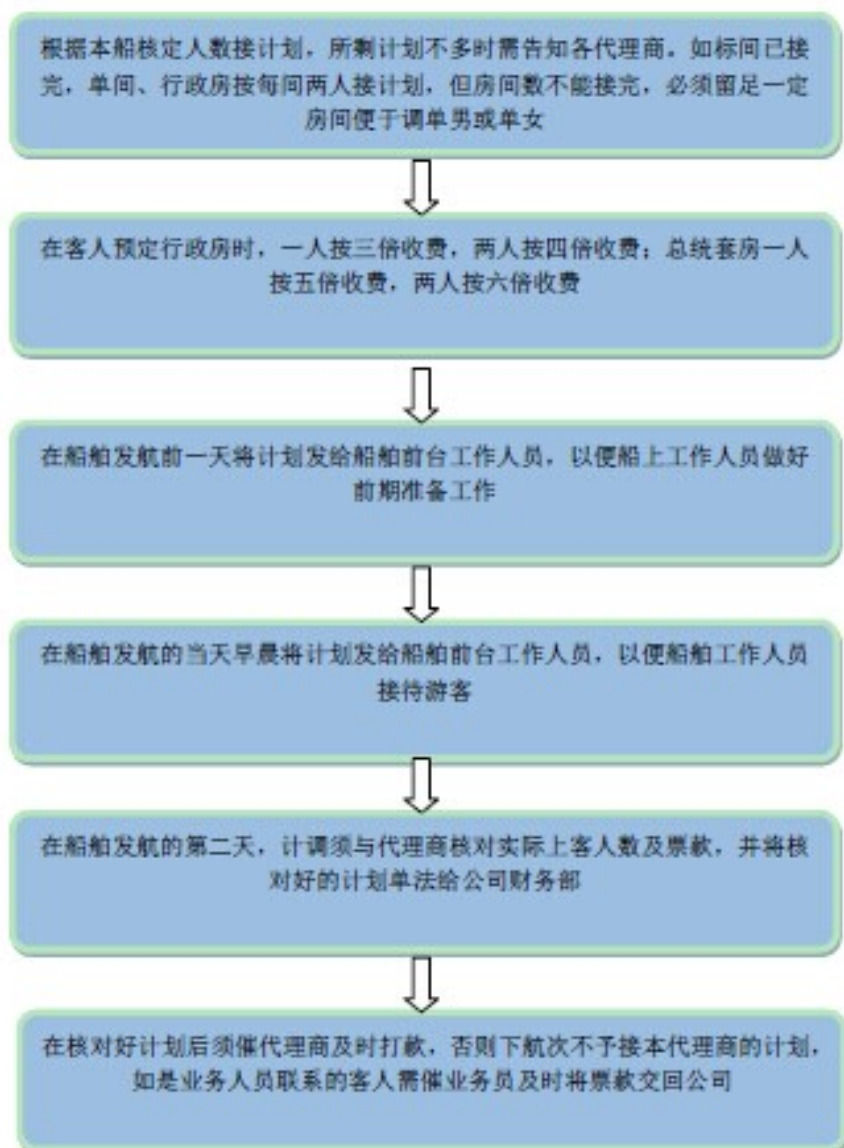 根据本船核定人数接计划，所剩计划不多时需告知各代理商。如标间已接
完，单间、行政房按每间两人接计划，但房间数不能接完，必须留足一定
房间便于调单男或单女
在客人预定行政房时，一人按三倍收费，两人按四倍收费；总统套房一人
按五倍收费，两人按六倍收费
在船舶发航前一天将计划发给船舶前台工作人员，以便船上工作人员做好
前期准备工作
在船舶发航的当天早晨将计划发给船舶前台工作人员，以便船舶工作人员
接待游客
在船舶发航的第二天，计调须与代理商核对实际上客人数及票款，并将核
对好的计划单法给公司财务部
在核对好计划后须催代理商及时打款，否则下航次不予接本代理商的计划，
如是业务人员联系的客人需催业务员及时将票款交回公司